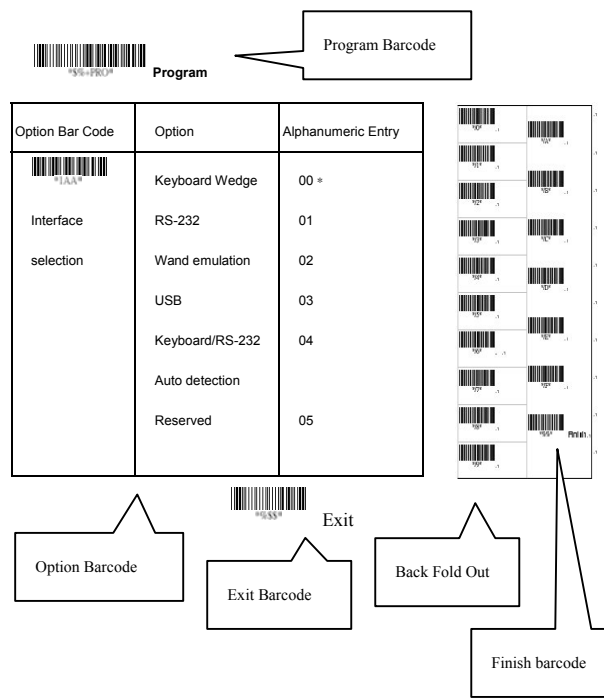 Program Barcode
*$%+PRO*
Program
Option Bar Code Option Alphanumeric Entry
*1AA*
Keyboard Wedge 00 *
Interface RS-232 01
selection Wand emulation 02
USB 03
Keyboard/RS-232 04
Auto detection
Reserved 05
Finish
Exit
Option Barcode
Exit Barcode
Back Fold Out
Finish barcode